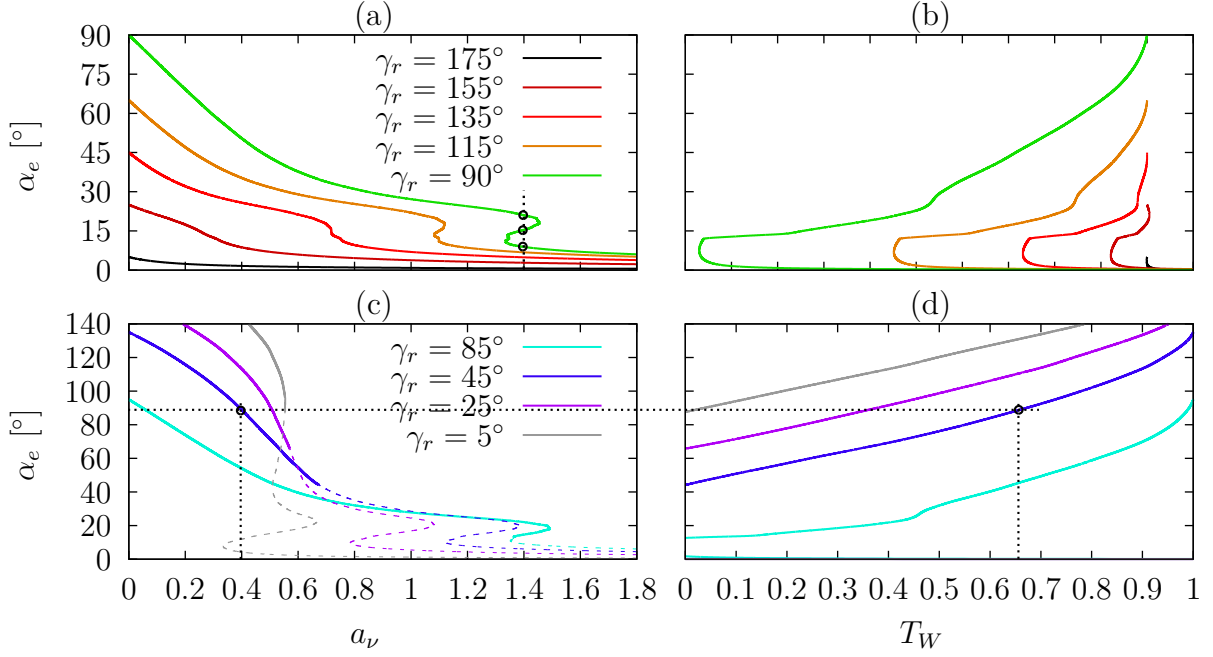 (a)
(b)
α_e [°]
90
75
60
45
30
15
0
γ_r = 175°
γ_r = 155°
γ_r = 135°
γ_r = 115°
γ_r = 90°
(c)
(d)
α_e [°]
140
120
100
80
60
40
20
0
γ_r = 85°
γ_r = 45°
γ_r = 25°
γ_r = 5°
0 0.2 0.4 0.6 0.8 1 1.2 1.4 1.6 1.8
0 0.1 0.2 0.3 0.4 0.5 0.6 0.7 0.8 0.9 1
a_ν
T_W